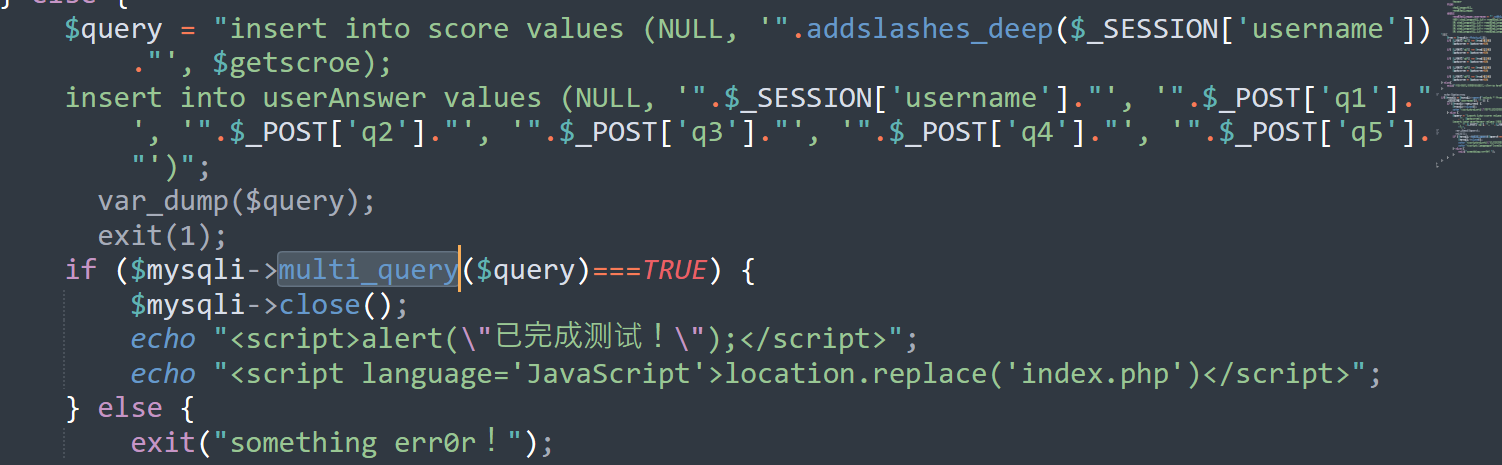 } else {
$query = "insert into score values (NULL, '".addslashes_deep($_SESSION['username'])
."', $getscroe);
insert into userAnswer values (NULL, '".$_SESSION['username']."', '".$_POST['q1']."
', '".$_POST['q2']."', '".$_POST['q3']."', '".$_POST['q4']."', '".$_POST['q5'].
"')";
var_dump($query);
exit(1);
if ($mysqli->multi_query($query)===TRUE) {
$mysqli->close();
echo "<script>alert(\"已完成测试！\");</script>";
echo "<script language='JavaScript'>location.replace('index.php')</script>";
} else {
exit("something err0r！");